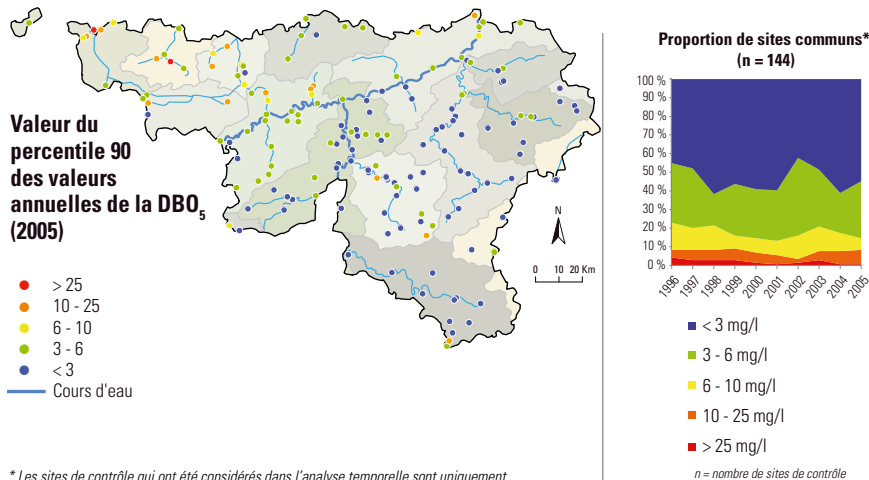 Valeur du
percentile 90
des valeurs
annuelles de la DBO5
(2005)
> 25
10 - 25
6 - 10
3 - 6
< 3
Cours d'eau
N
0 10 20 Km
* Les sites de contrôle qui ont été considérés dans l'analyse temporelle sont uniquement
Proportion de sites communs*
(n = 144)
100 %
90 %
80 %
70 %
60 %
50 %
40 %
30 %
20 %
10 %
0 %
1996 1997 1998 1999 2000 2001 2002 2003 2004 2005
< 3 mg/l
3 - 6 mg/l
6 - 10 mg/l
10 - 25 mg/l
> 25 mg/l
n = nombre de sites de contrôle